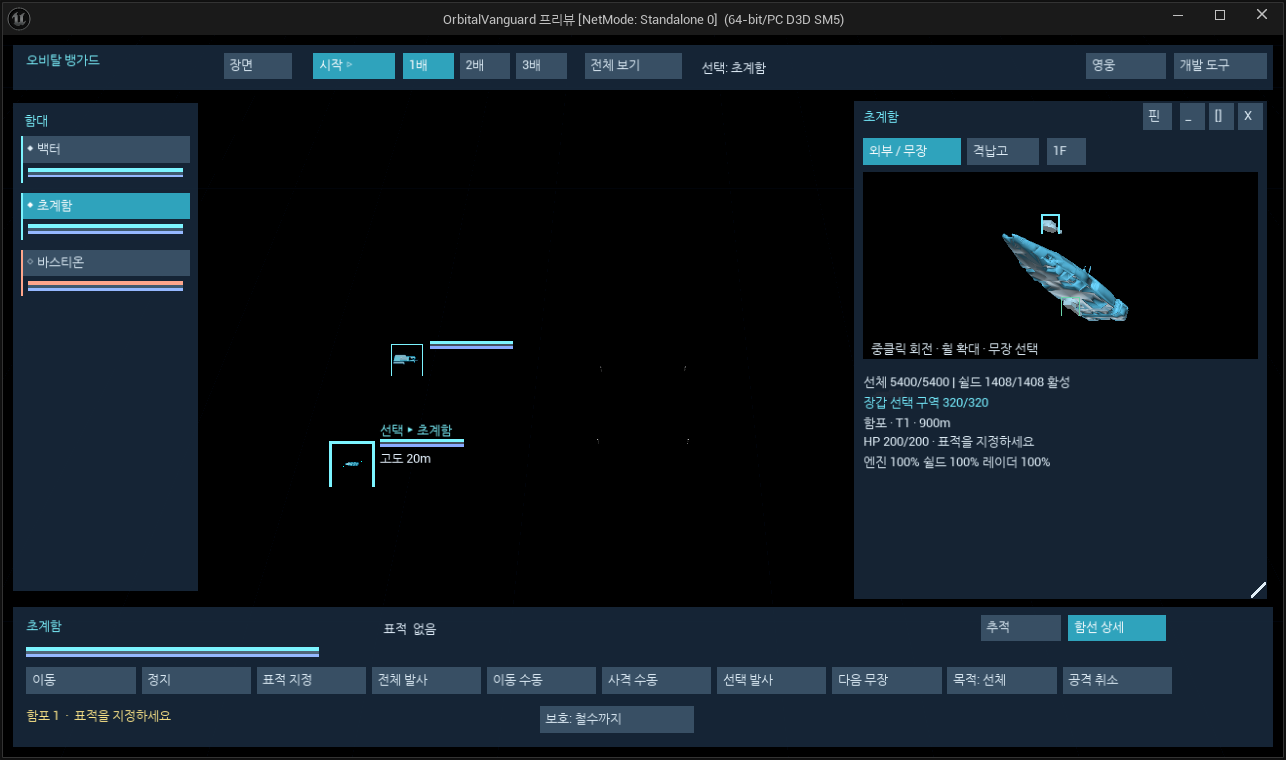 OrbitalVanguard 프리뷰 [NetMode: Standalone 0] (64-bit/PC D3D SM5)
오비탈 뱅가드
장면
시작 ▷
1배
2배
3배
전체 보기
선택: 초계함
영웅
개발 도구
함대
◆ 백터
◆ 초계함
◇ 바스티온
선택 ▶ 초계함
고도 20m
초계함
핀
_
[]
X
외부 / 무장
격납고
1F
중클릭 회전 · 휠 확대 · 무장 선택
선체 5400/5400 | 쉴드 1408/1408 활성
장갑 선택 구역 320/320
함포 · T1 · 900m
HP 200/200 · 표적을 지정하세요
엔진 100% 쉴드 100% 레이더 100%
초계함
표적 없음
추적
함선 상세
이동
정지
표적 지정
전체 발사
이동 수동
사격 수동
선택 발사
다음 무장
목적: 선체
공격 취소
함포 1 · 표적을 지정하세요
보호: 철수까지